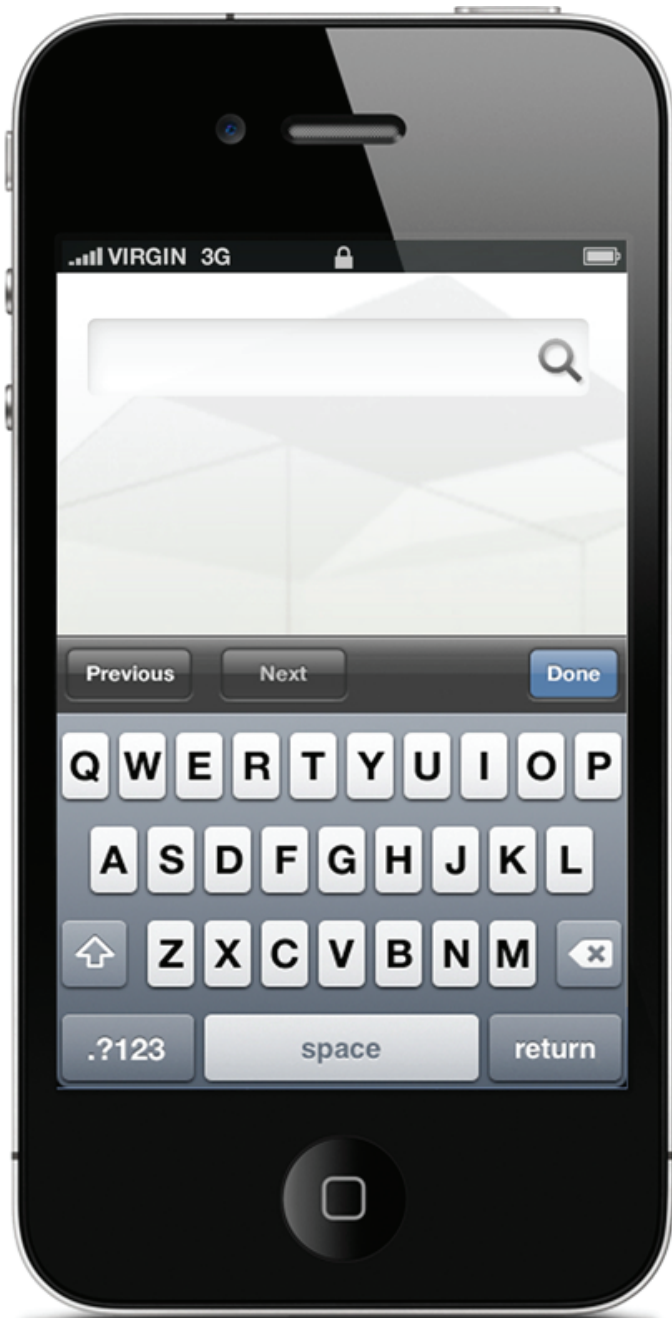 VIRGIN 3G
Previous Next Done
Q W E R T Y U I O P
A S D F G H J K L
Z X C V B N M
.?123 space return